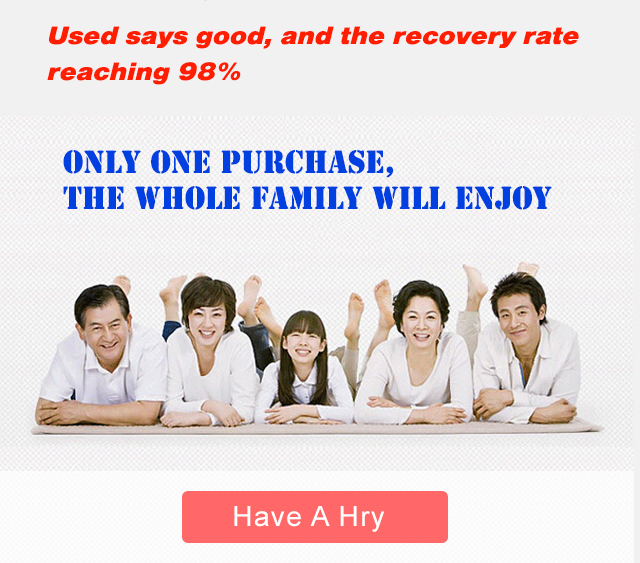 Used says good, and the recovery rate
reaching 98%
ONLY ONE PURCHASE,
THE WHOLE FAMILY WILL ENJOY
Have A Hry